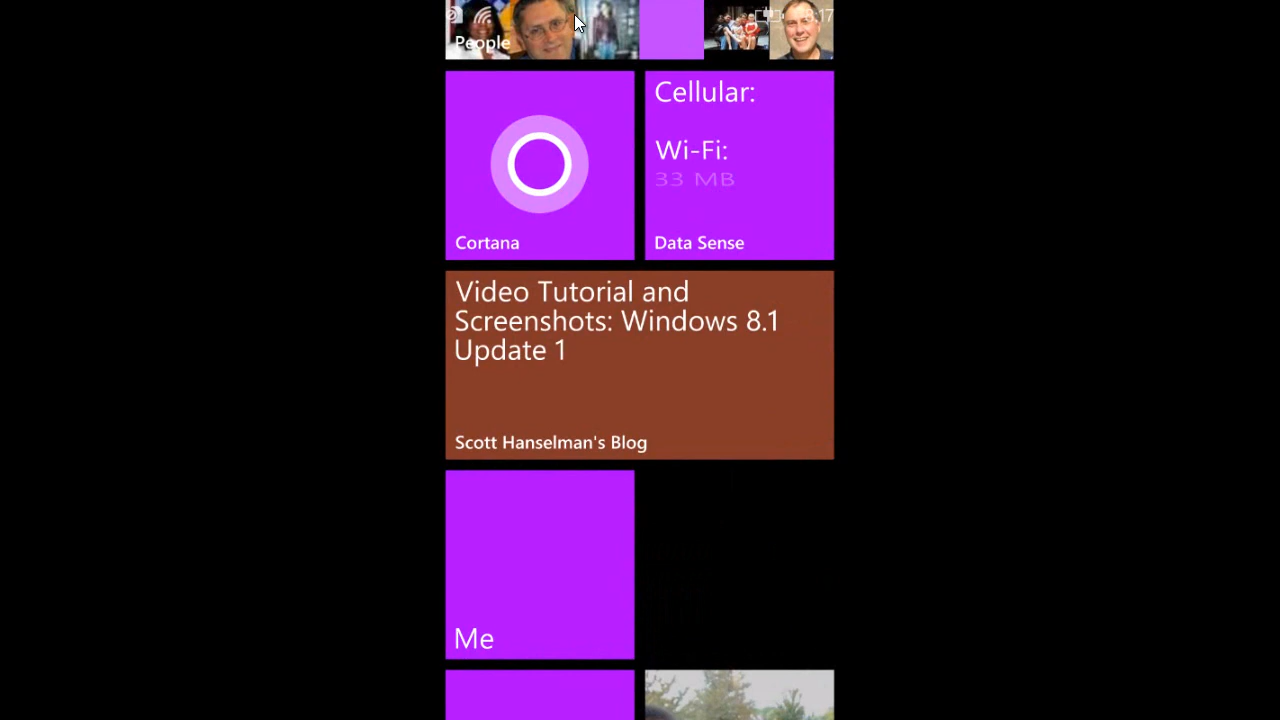 People
Cellular:
Wi-Fi:
33 MB
Cortana
Data Sense
Video Tutorial and
Screenshots: Windows 8.1
Update 1
Scott Hanselman's Blog
Me